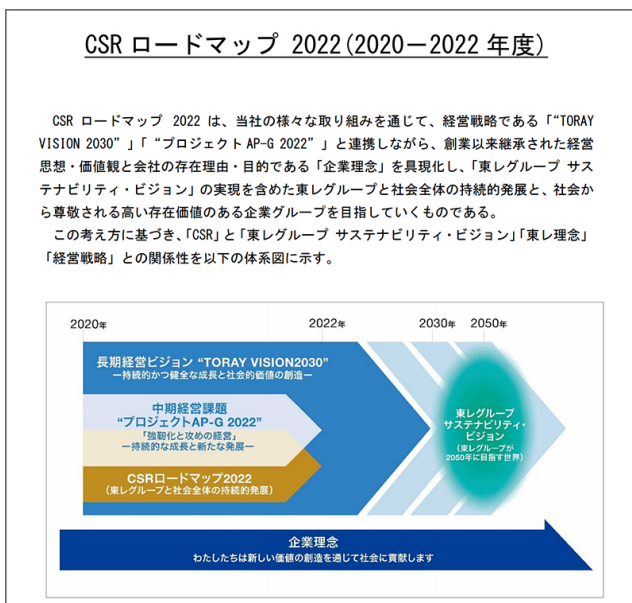 CSR ロードマップ 2022(2020－2022 年度)
CSR ロードマップ 2022 は、当社の様々な取り組みを通じて、経営戦略である「“TORAY
VISION 2030”」「“プロジェクト AP-G 2022”」と連携しながら、創業以来継承された経営
思想・価値観と会社の存在理由・目的である「企業理念」を具現化し、「東レグループ サス
テナビリティ・ビジョン」の実現を含めた東レグループと社会全体の持続的発展と、社会か
ら尊敬される高い存在価値のある企業グループを目指していくものである。
この考え方に基づき、「CSR」と「東レグループ サステナビリティ・ビジョン」「東レ理念」
「経営戦略」との関係性を以下の体系図に示す。
2020年 2022年 2030年 2050年
長期経営ビジョン “TORAY VISION2030”
―持続的かつ健全な成長と社会的価値の創造―
中期経営課題
“プロジェクトAP-G 2022”
「強靭化と攻めの経営」
―持続的な成長と新たな発展―
CSRロードマップ2022
（東レグループと社会全体の持続的発展）
東レグループ
サステナビリティ・
ビジョン
（東レグループが
2050年に目指す世界）
企業理念
わたしたちは新しい価値の創造を通じて社会に貢献します